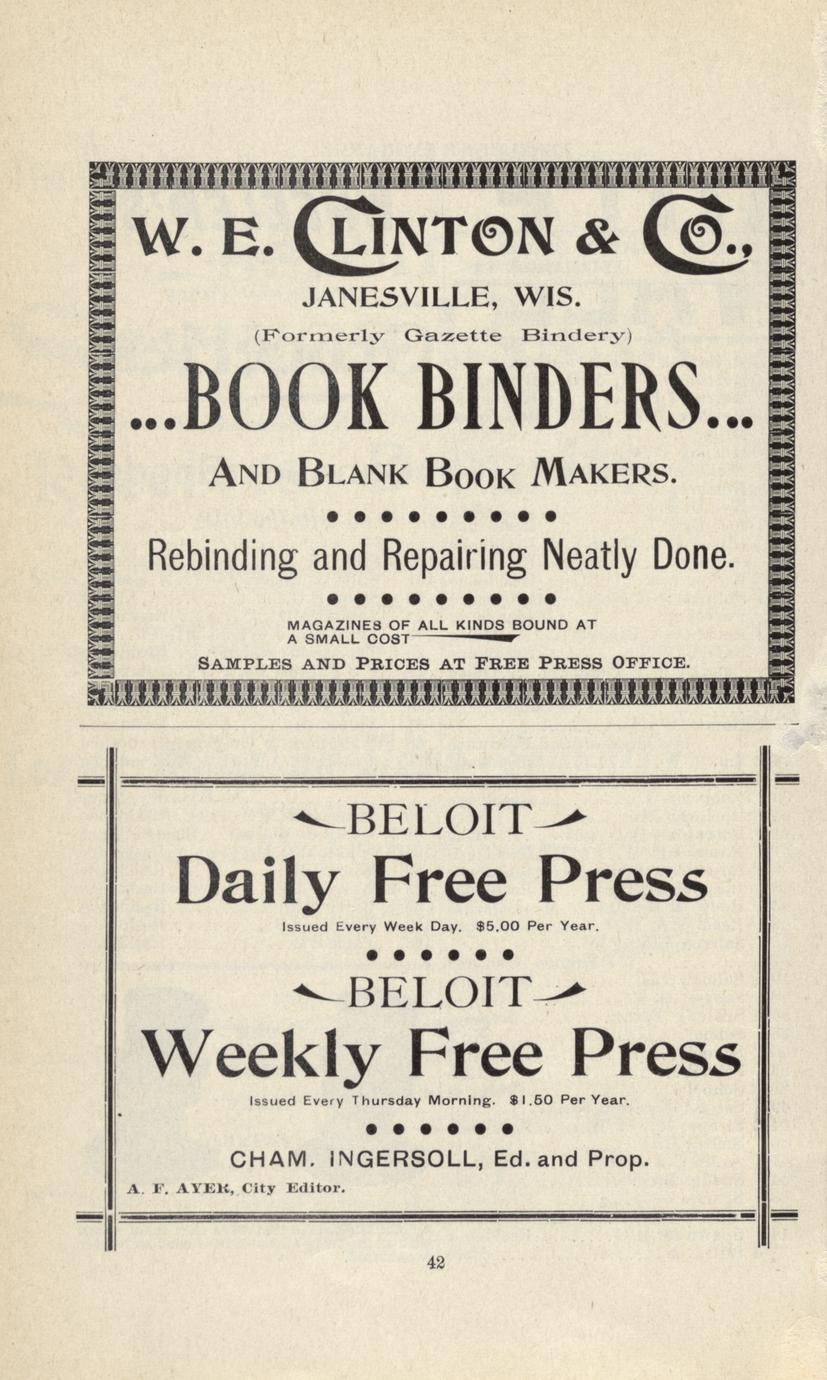 W. E. CLINTON & CO.,
JANESVILLE, WIS.
(Formerly Gazette Bindery)
...BOOK BINDERS...
AND BLANK BOOK MAKERS.
Rebinding and Repairing Neatly Done.
MAGAZINES OF ALL KINDS BOUND AT
A SMALL COST
SAMPLES AND PRICES AT FREE PRESS OFFICE.
BELOIT
Daily Free Press
Issued Every Week Day. $5.00 Per Year.
BELOIT
Weekly Free Press
Issued Every Thursday Morning. $1.50 Per Year.
CHAM. INGERSOLL, Ed. and Prop.
A. F. AYER, City Editor.
42